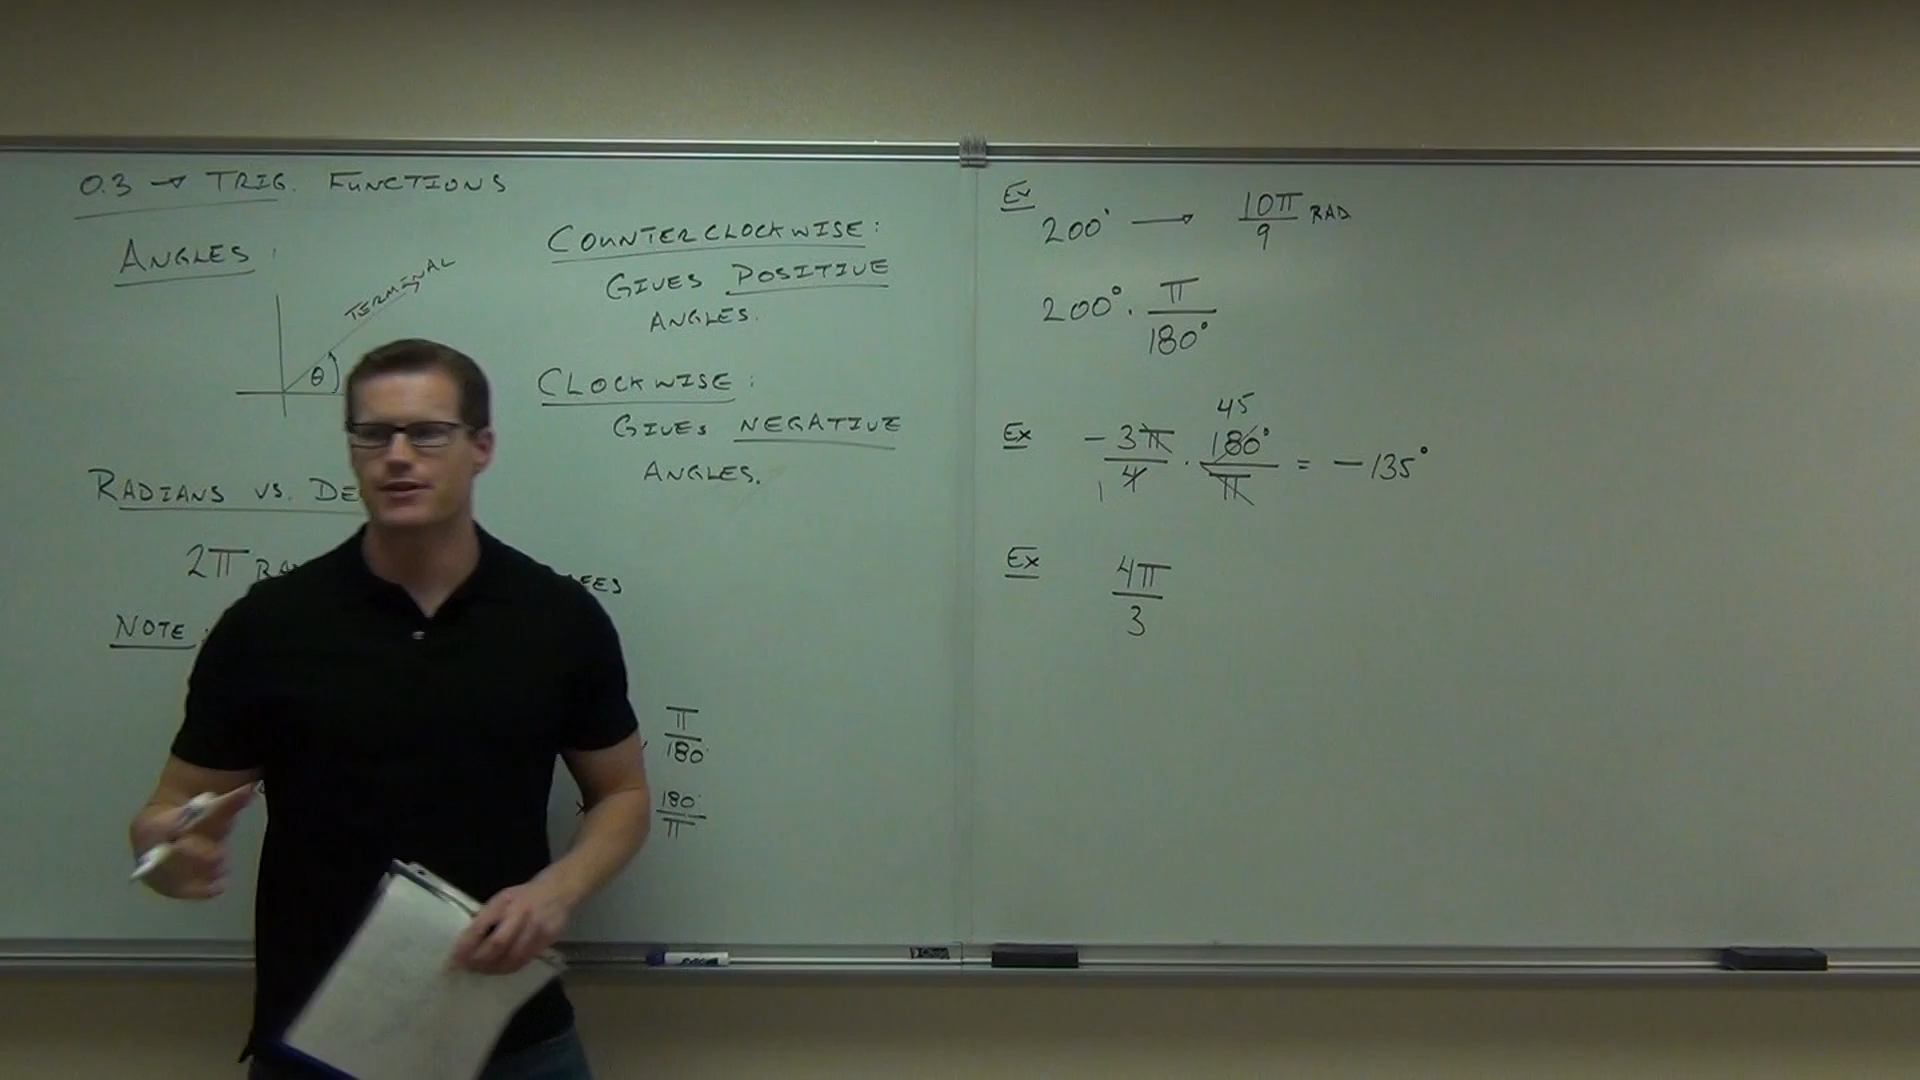 0.3 → TRIG. FUNCTIONS
ANGLES:
TERMINAL
θ
COUNTERCLOCKWISE:
GIVES POSITIVE
ANGLES.
CLOCKWISE:
GIVES NEGATIVE
ANGLES.
RADIANS VS.
2π
NOTE:
π
180°
180°
π
Ex
200° → 10π/9 RAD
200° · π/180°
45
Ex -3π/4 · 180°/π = -135°
1
Ex 4π/3